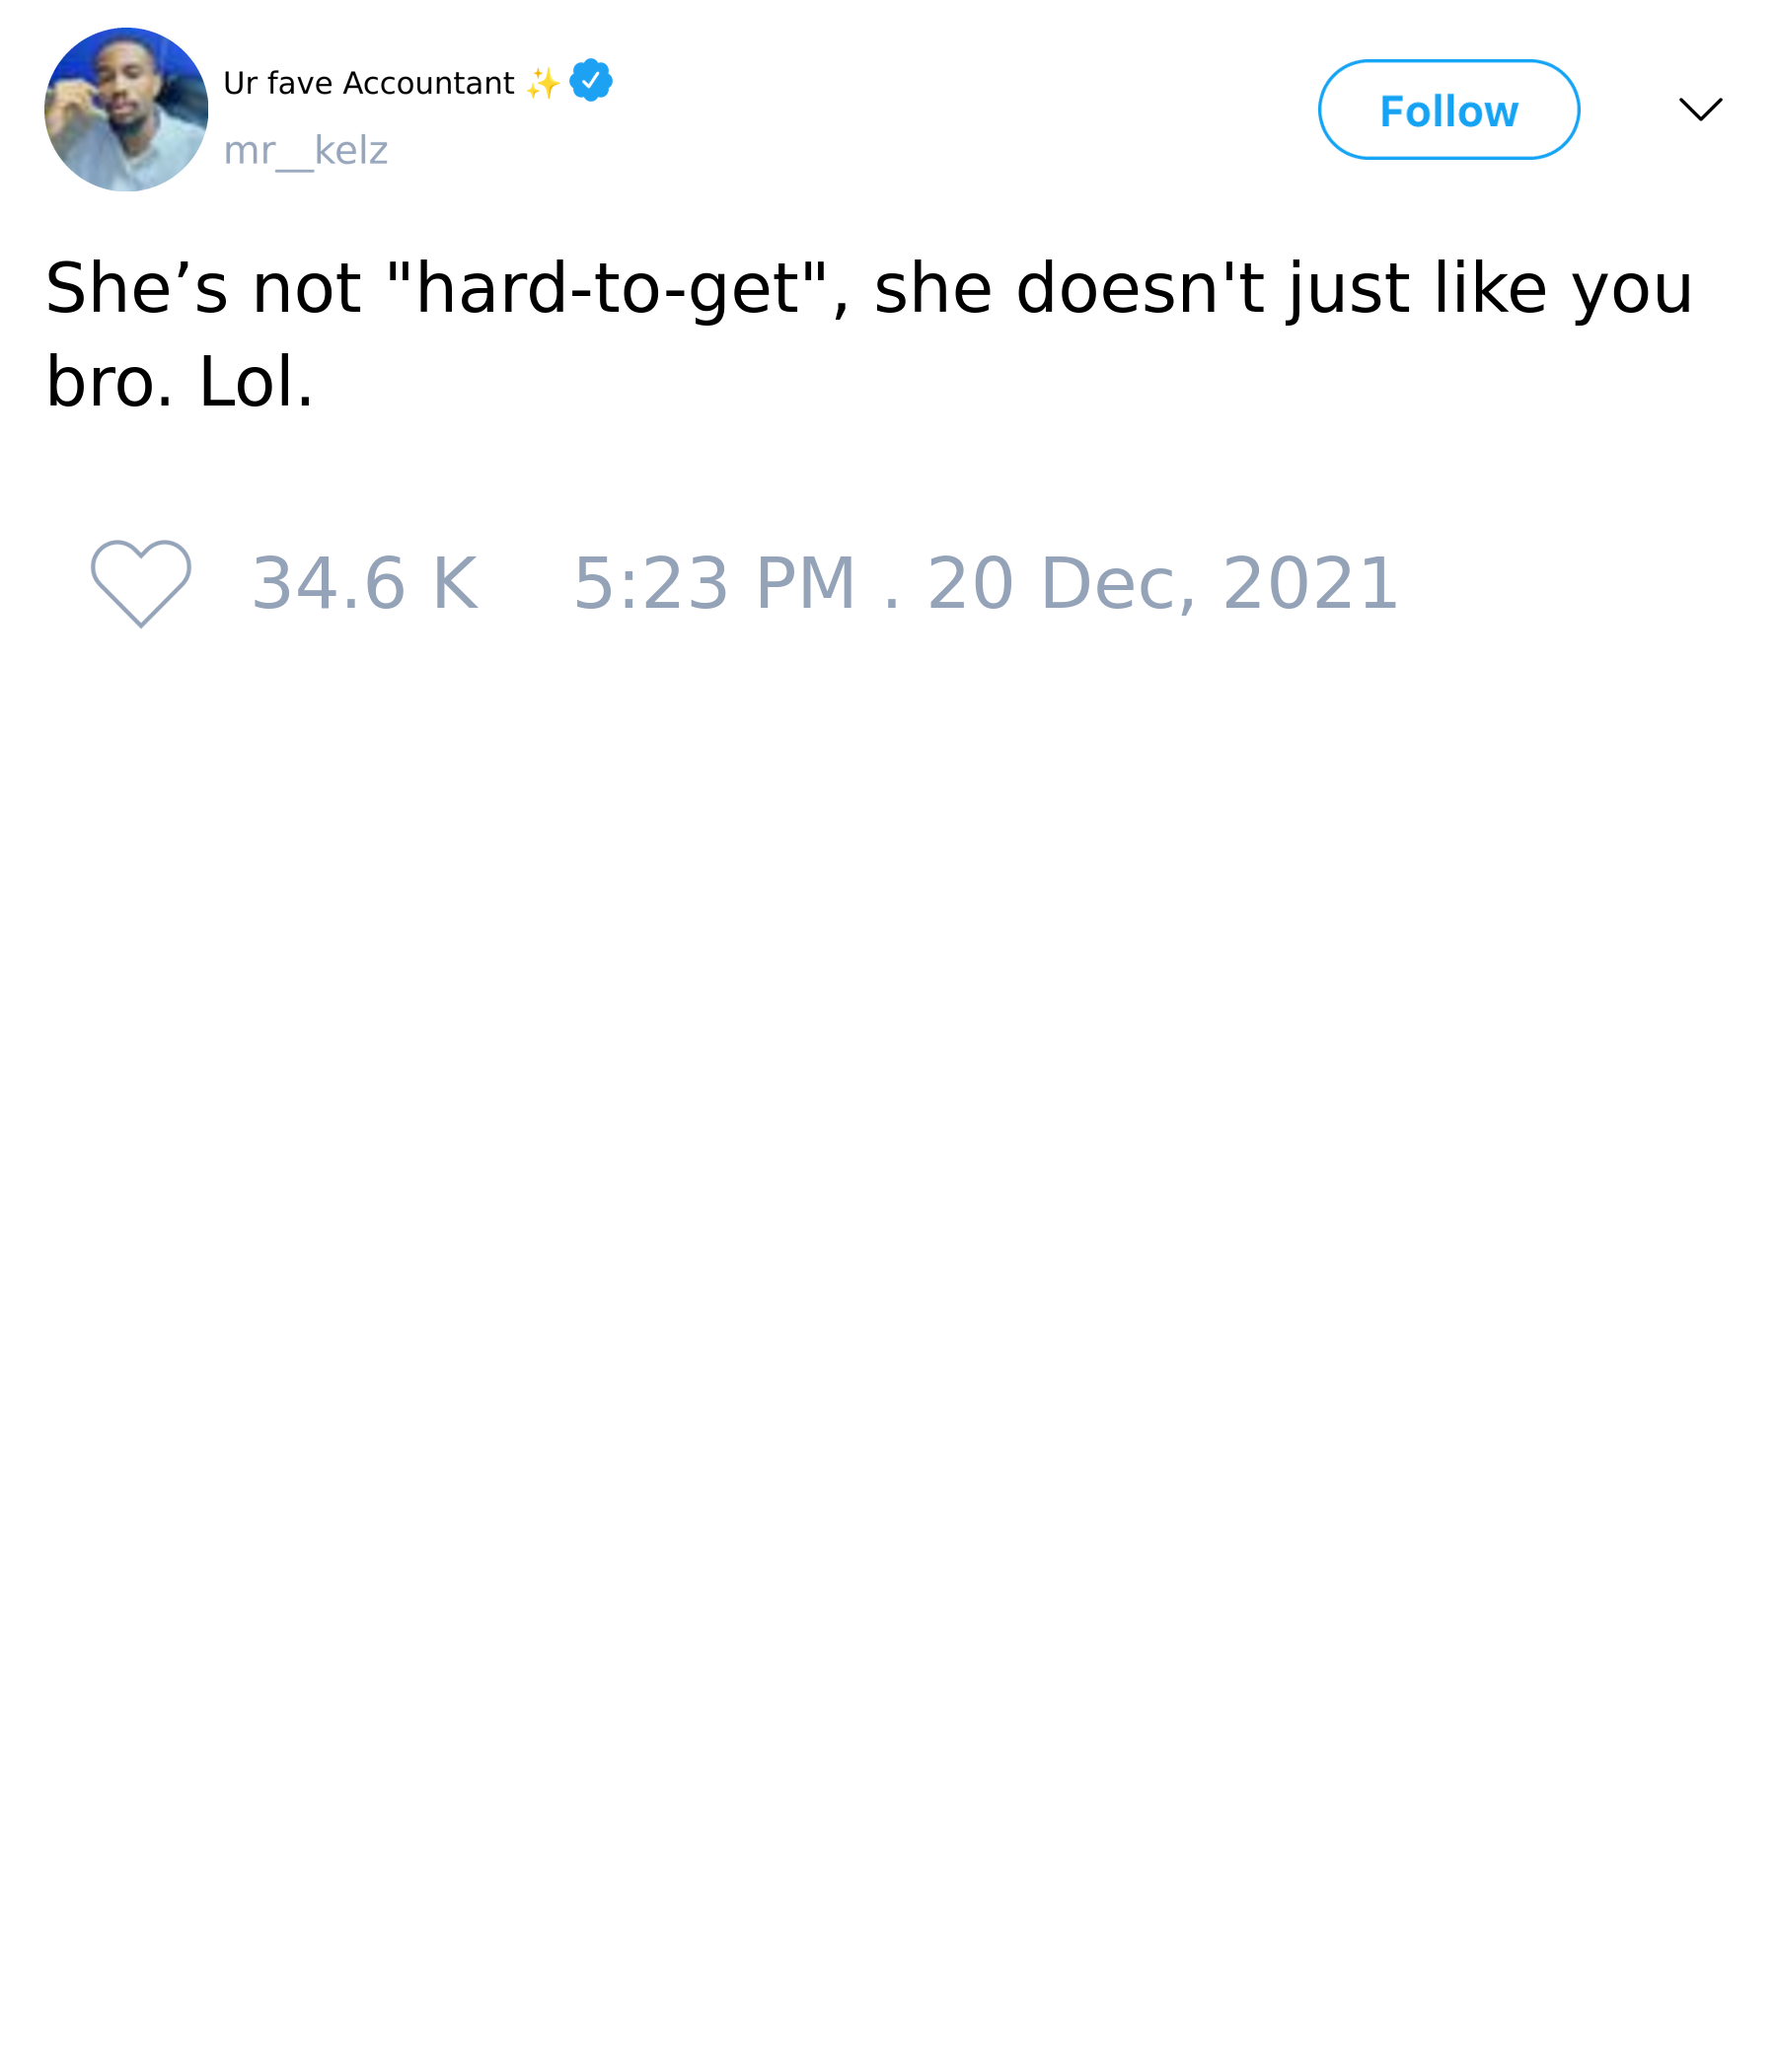 Ur fave Accountant ✨
mr__kelz
Follow
She’s not "hard-to-get", she doesn't just like you
bro. Lol.
34.6 K 5:23 PM . 20 Dec, 2021